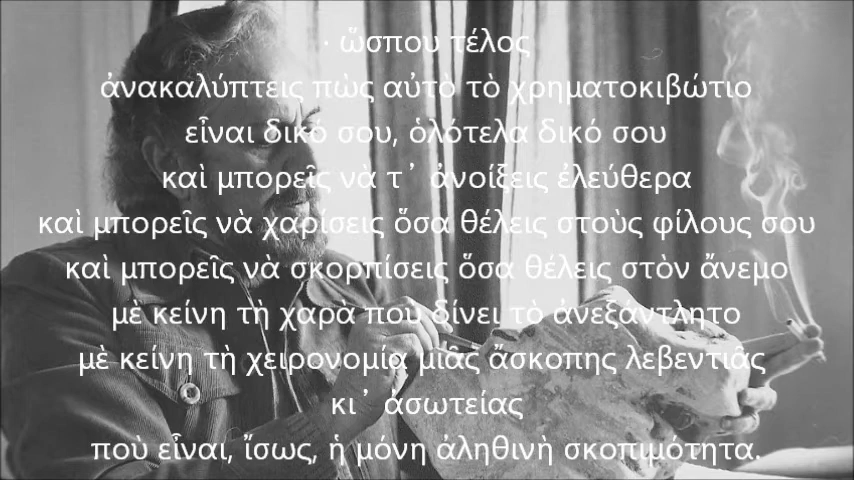 · ὥσπου τέλος
ἀνακαλύπτεις πὼς αὐτὸ τὸ χρηματοκιβώτιο
εἶναι δικό σου, ὁλότελα δικό σου
καὶ μπορεῖς νὰ τ᾿ ἀνοίξεις ἐλεύθερα
καὶ μπορεῖς νὰ χαρίσεις ὅσα θέλεις στοὺς φίλους σου
καὶ μπορεῖς νὰ σκορπίσεις ὅσα θέλεις στὸν ἄνεμο
μὲ κείνη τὴ χαρὰ ποὺ δίνει τὸ ἀνεξάντλητο
μὲ κείνη τὴ χειρονομία μιᾶς ἄσκοπης λεβεντιᾶς
κι᾿ ἀσωτείας
ποὺ εἶναι, ἴσως, ἡ μόνη ἀληθινὴ σκοπιμότητα.